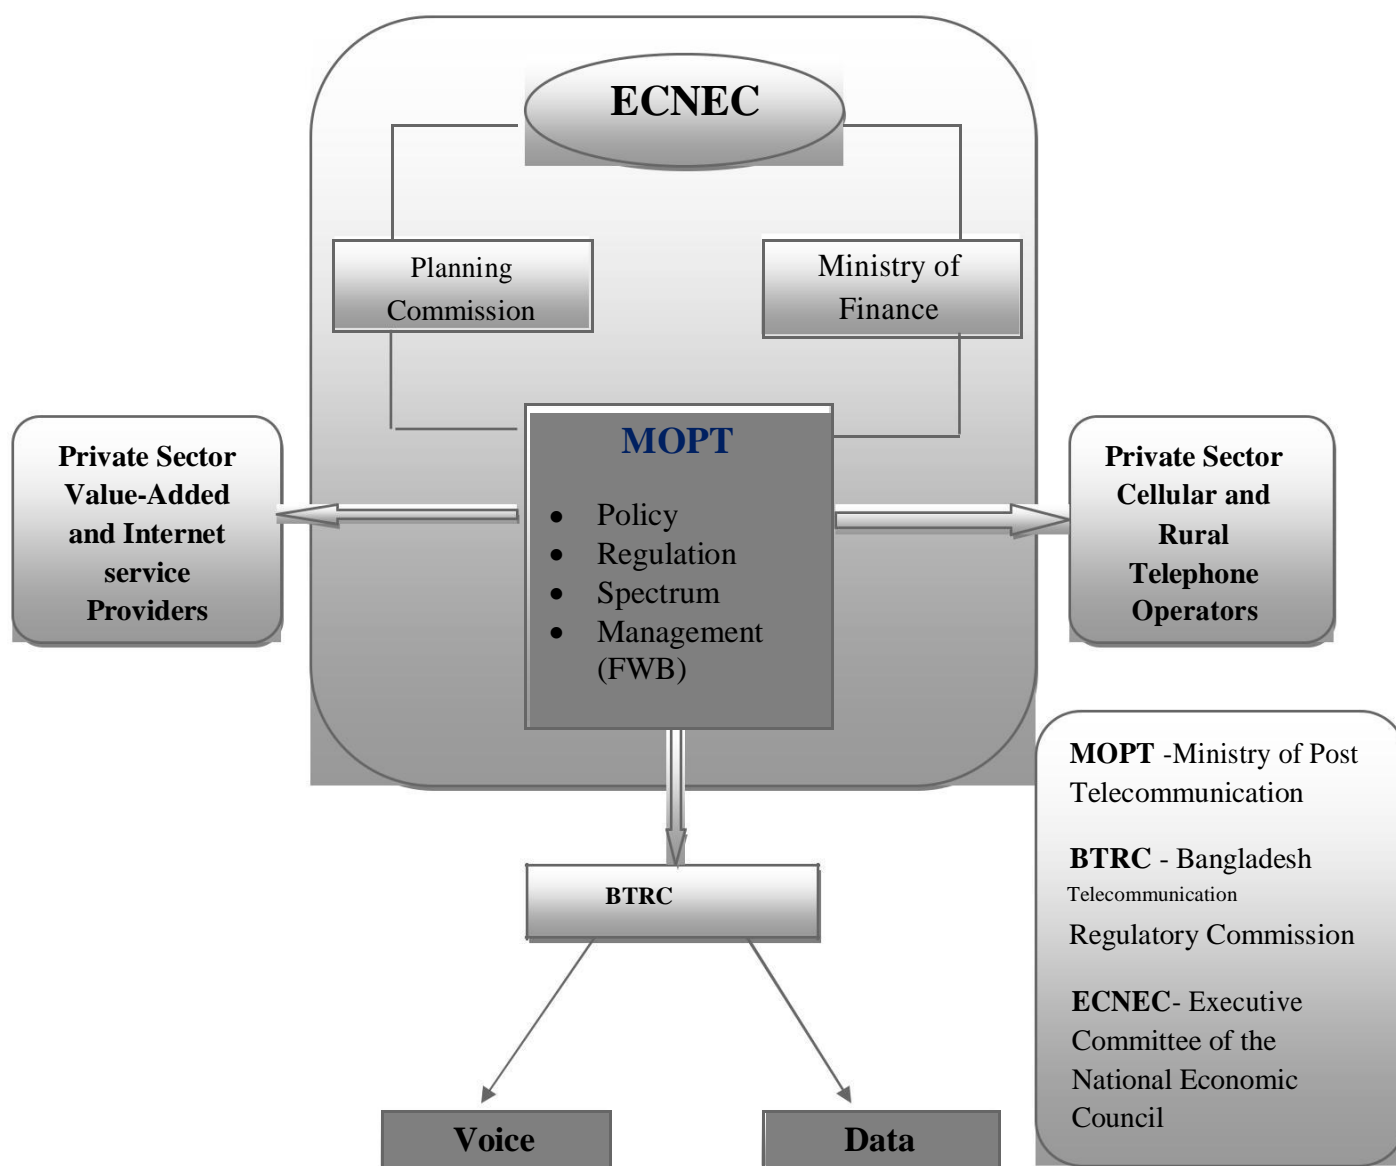 ECNEC
Planning
Commission
Ministry of
Finance
Private Sector
Value-Added
and Internet
service
Providers
MOPT
• Policy
• Regulation
• Spectrum
• Management
(FWB)
Private Sector
Cellular and
Rural
Telephone
Operators
BTRC
Voice
Data
MOPT -Ministry of Post
Telecommunication
BTRC - Bangladesh
Telecommunication
Regulatory Commission
ECNEC- Executive
Committee of the
National Economic
Council